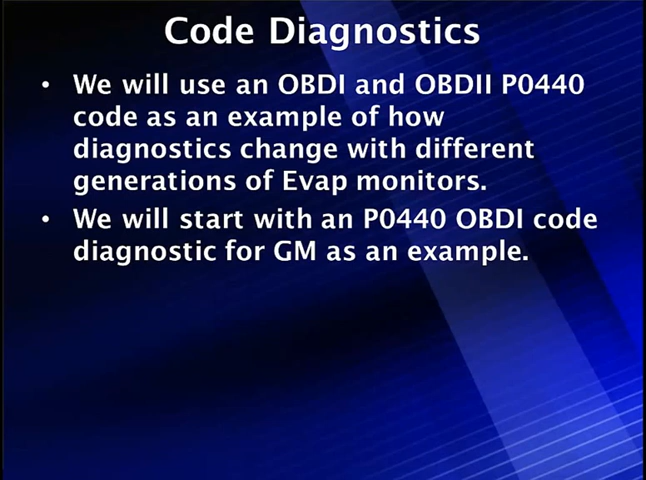 Code Diagnostics
• We will use an OBDI and OBDII P0440
code as an example of how
diagnostics change with different
generations of Evap monitors.
• We will start with an P0440 OBDI code
diagnostic for GM as an example.